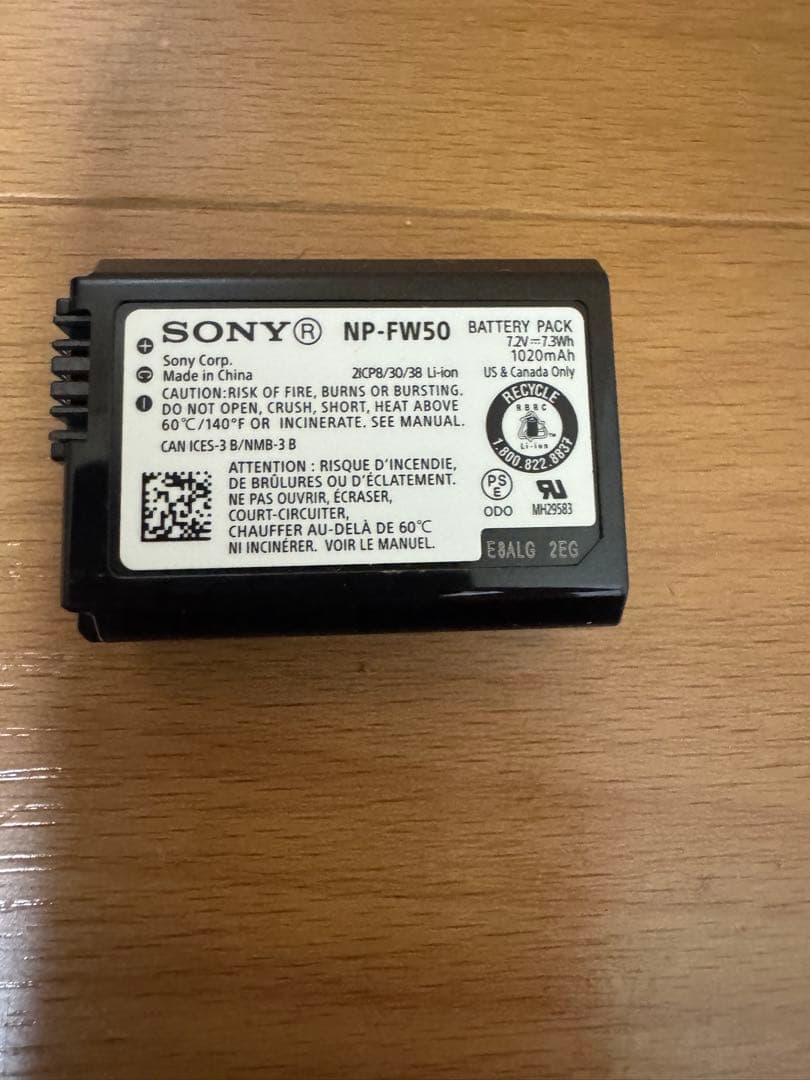 SONY® NP-FW50 BATTERY PACK
7.2V⎓7.3Wh
1020mAh
Sony Corp.
Made in China 2ICP8/30/38 Li-ion US & Canada Only
CAUTION:RISK OF FIRE, BURNS OR BURSTING.
DO NOT OPEN, CRUSH, SHORT, HEAT ABOVE
60℃/140°F OR INCINERATE. SEE MANUAL.
CAN ICES-3 B/NMB-3 B
RECYCLE
RBRC
Li-ion
1.800.822.8837
ATTENTION : RISQUE D'INCENDIE,
DE BRÛLURES OU D'ÉCLATEMENT.
NE PAS OUVRIR, ÉCRASER,
COURT-CIRCUITER,
CHAUFFER AU-DELÀ DE 60℃
NI INCINÉRER. VOIR LE MANUEL.
PS
E
ODO
MH29583
E8ALG 2EG